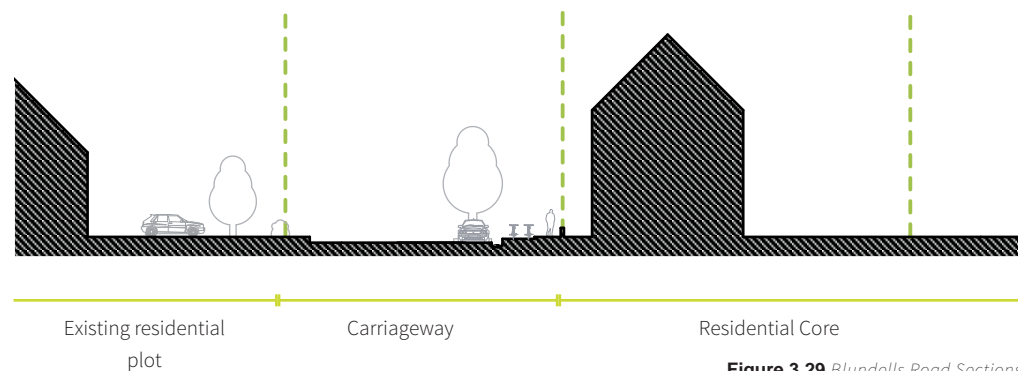 Existing residential
plot
Carriageway
Residential Core
Figure 3.29 Blundells Road Sections